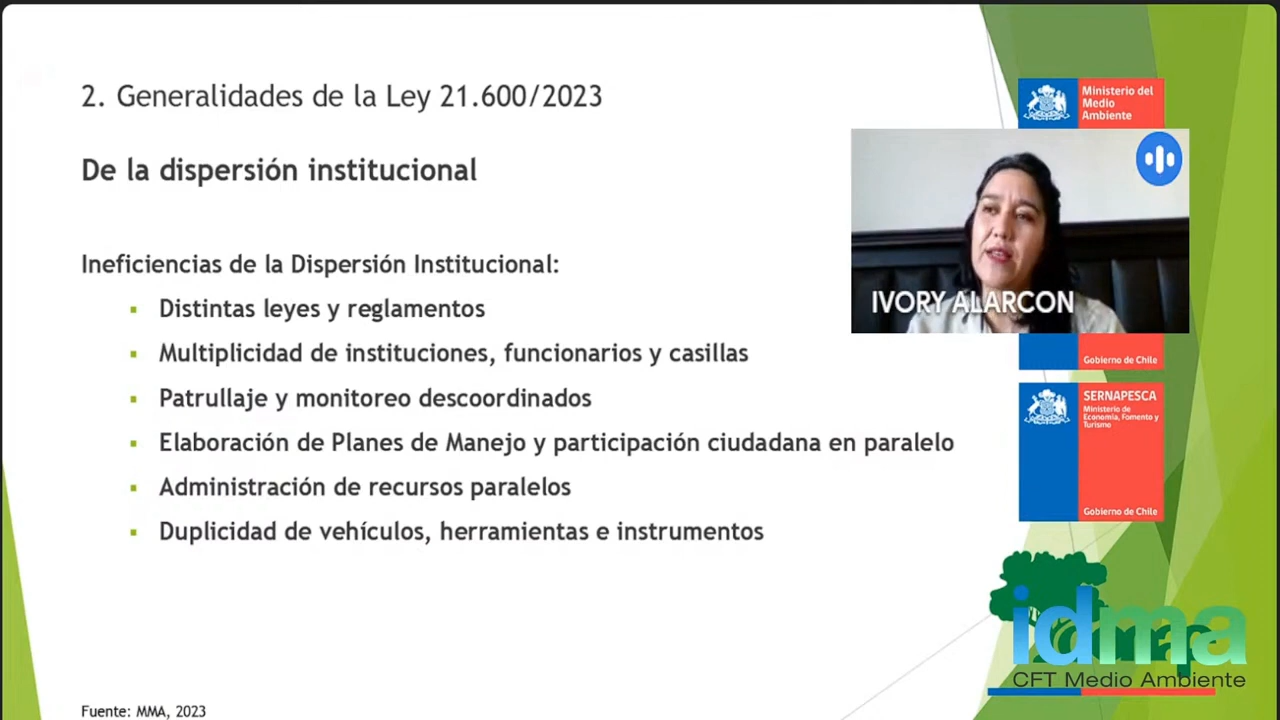 2. Generalidades de la Ley 21.600/2023
De la dispersión institucional
Ineficiencias de la Dispersión Institucional:
Distintas leyes y reglamentos
Multiplicidad de instituciones, funcionarios y casillas
Patrullaje y monitoreo descoordinados
Elaboración de Planes de Manejo y participación ciudadana en paralelo
Administración de recursos paralelos
Duplicidad de vehículos, herramientas e instrumentos
Fuente: MMA, 2023
Ministerio del
Medio
Ambiente
IVORY ALARCON
Gobierno de Chile
SERNAPESCA
Ministerio de
Economía, Fomento y
Turismo
Gobierno de Chile
idma
CFT Medio Ambiente